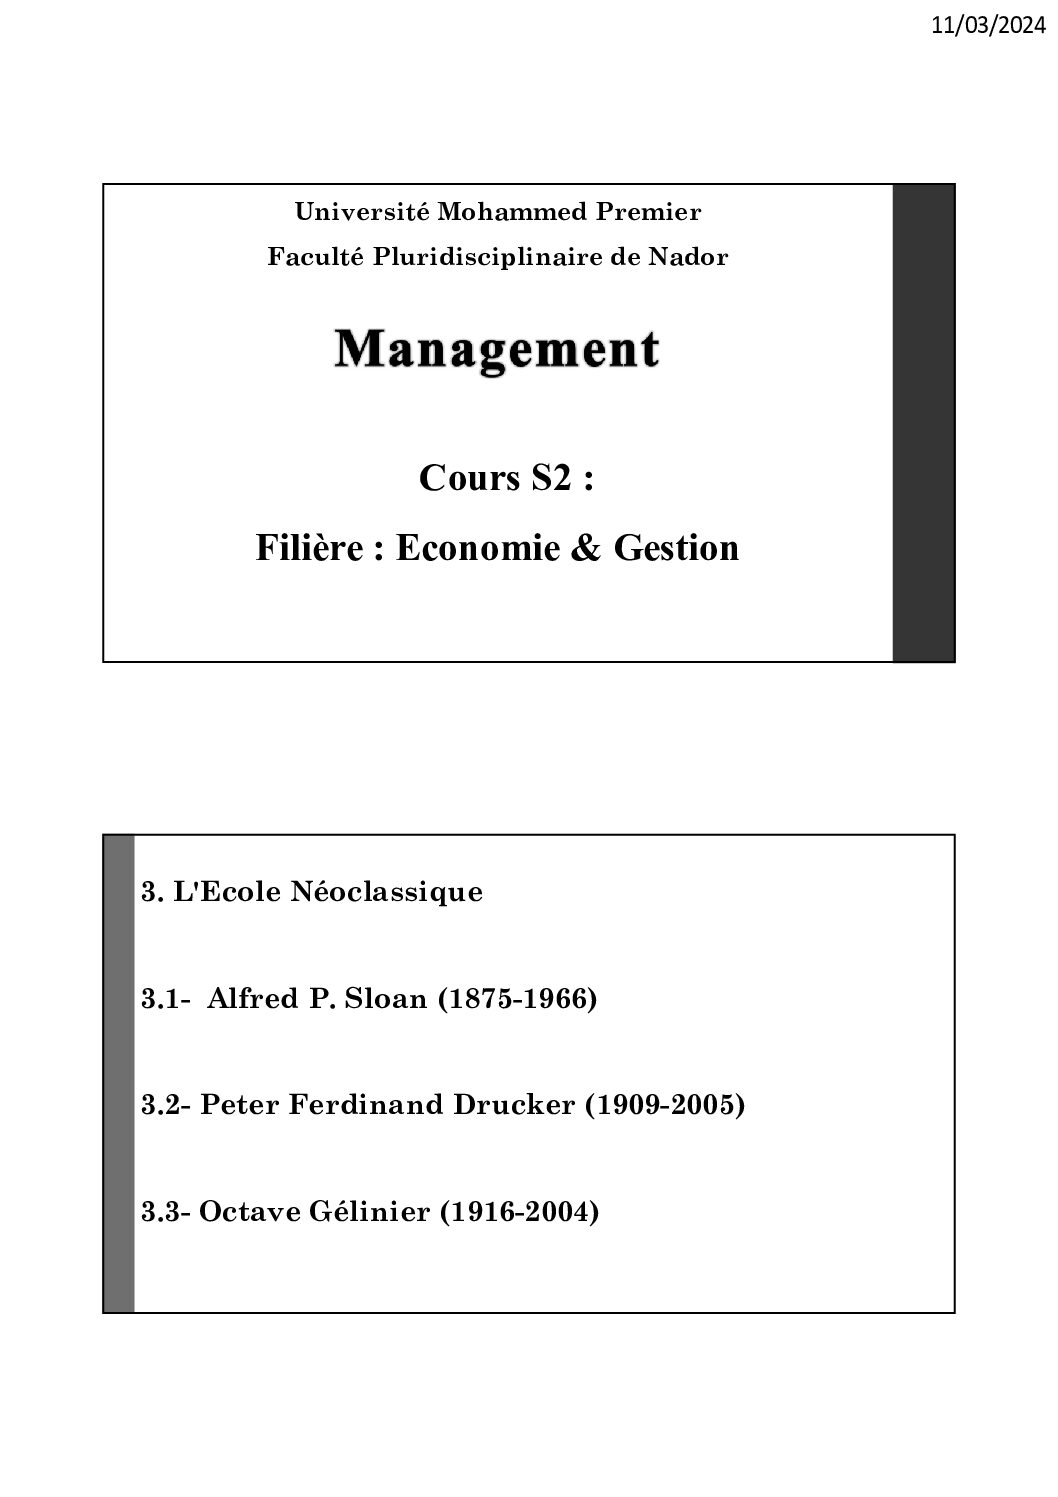 11/03/2024
Université Mohammed Premier
Faculté Pluridisciplinaire de Nador
Management
Cours S2 :
Filière : Economie & Gestion
3. L'Ecole Néoclassique
3.1- Alfred P. Sloan (1875-1966)
3.2- Peter Ferdinand Drucker (1909-2005)
3.3- Octave Gélinier (1916-2004)